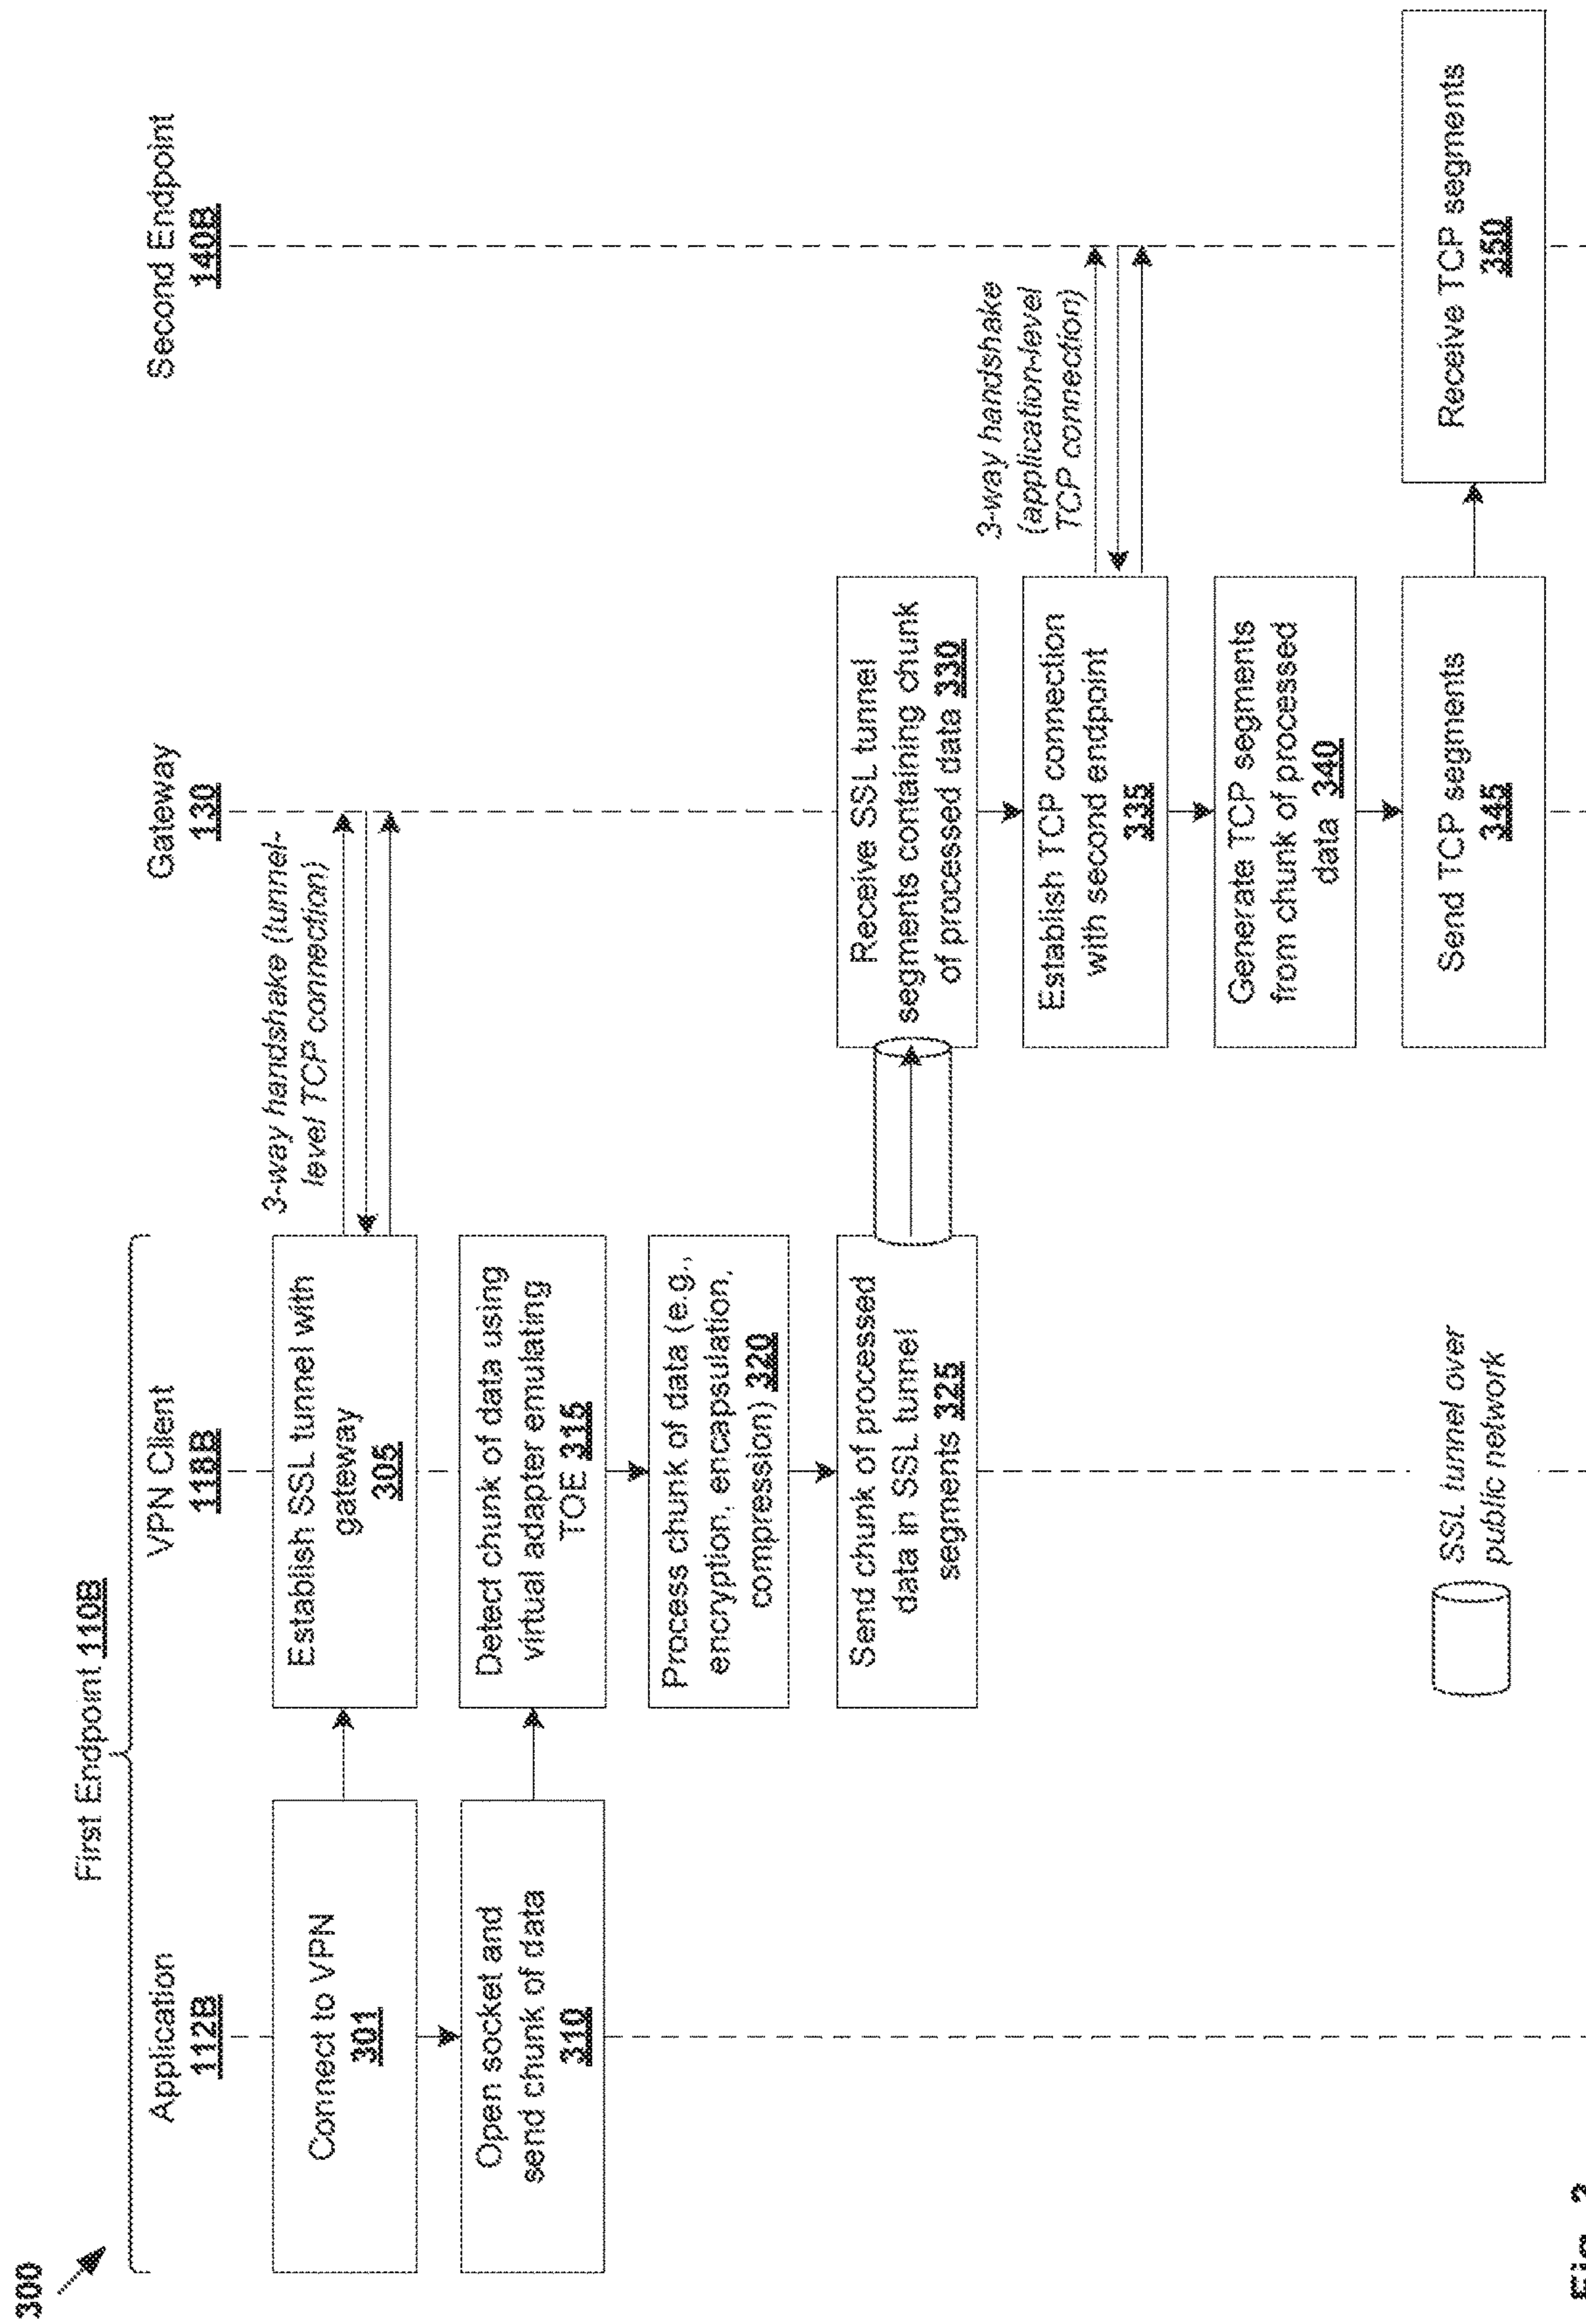 300
First Endpoint 110B
Application
112B
VPN Client
118B
Gateway
130
Second Endpoint
140B
Connect to VPN
301
Establish SSL tunnel with
gateway
305
3-way handshake (tunnel-
level TCP connection)
Open socket and
send chunk of data
310
Detect chunk of data using
virtual adapter emulating
TOE 315
Process chunk of data (e.g.,
encryption, encapsulation,
compression) 320
Send chunk of processed
data in SSL tunnel
segments 325
Receive SSL tunnel
segments containing chunk
of processed data 330
3-way handshake
(application-level
TCP connection)
Establish TCP connection
with second endpoint
335
Generate TCP segments
from chunk of processed
data 340
Send TCP segments
345
Receive TCP segments
350
SSL tunnel over
public network
Fig. 3